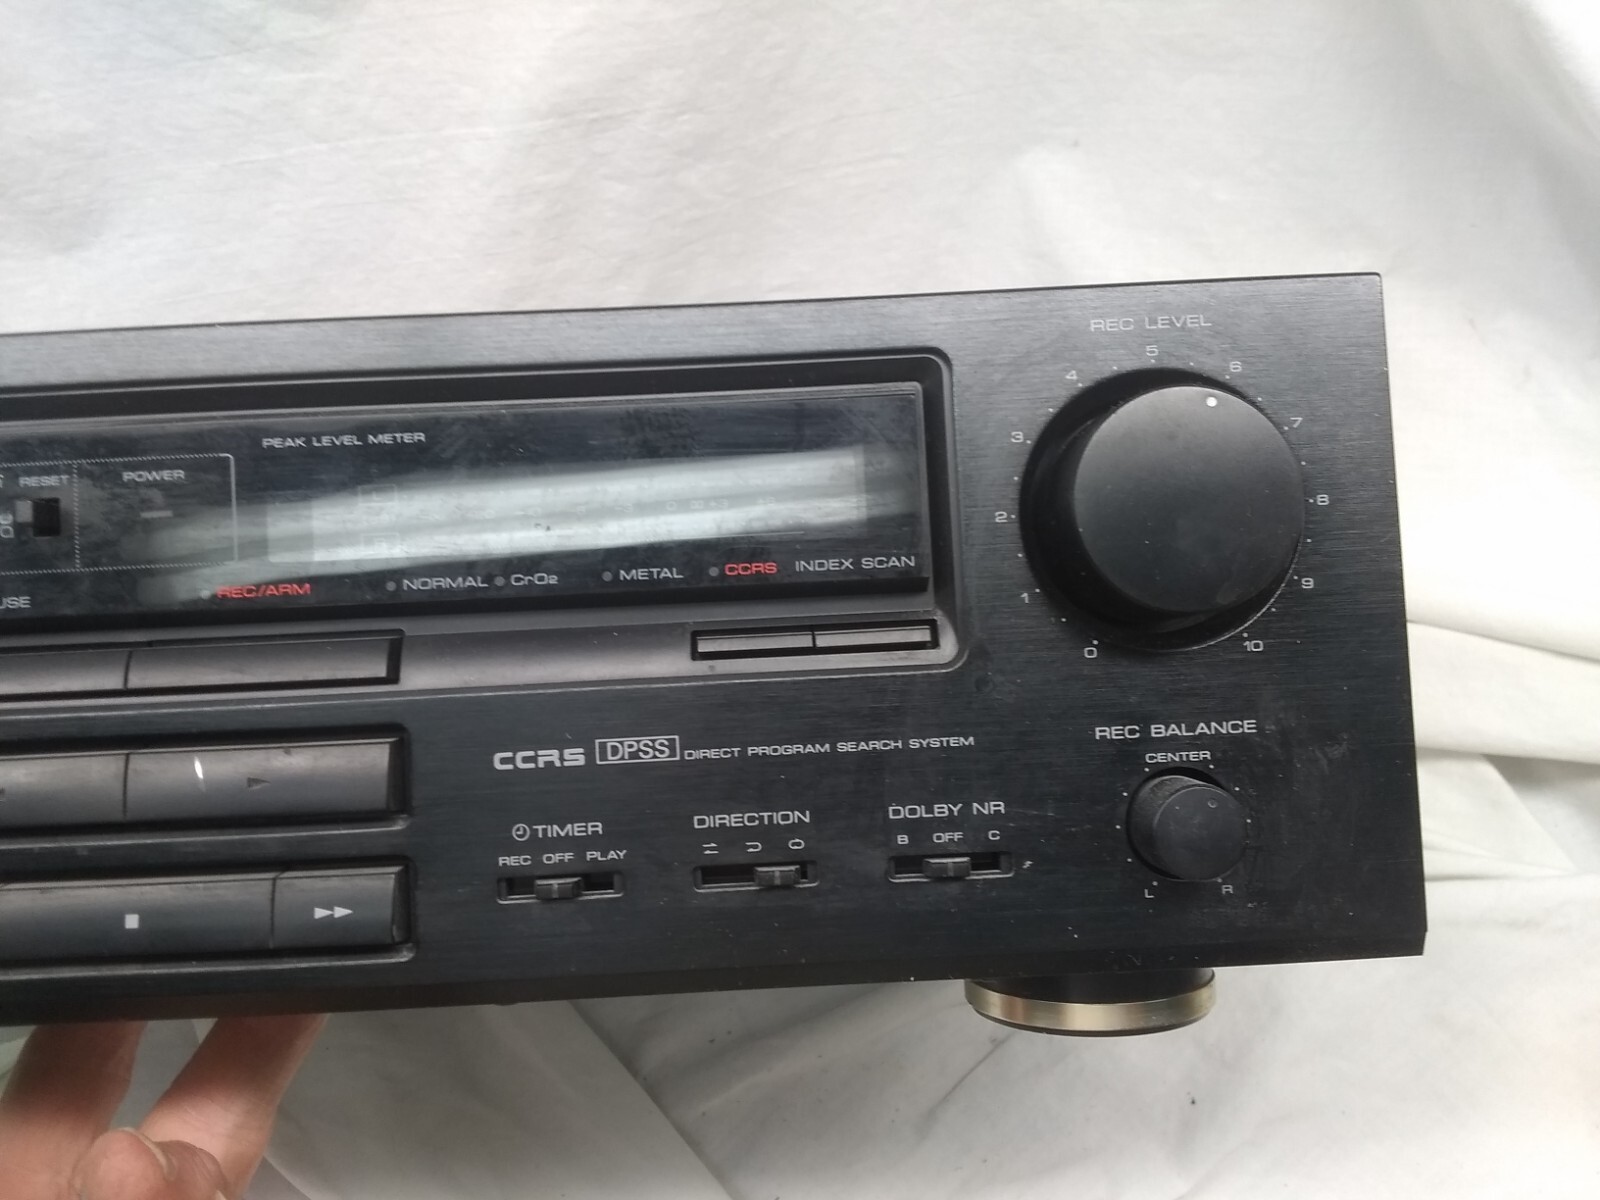 REC LEVEL
0 1 2 3 4 5 6 7 8 9 10
PEAK LEVEL METER
RESET
POWER
REC/ARM NORMAL CrO2 METAL CCRS INDEX SCAN
CCRS DPSS DIRECT PROGRAM SEARCH SYSTEM
REC BALANCE
CENTER
L R
TIMER
REC OFF PLAY
DIRECTION
DOLBY NR
B OFF C